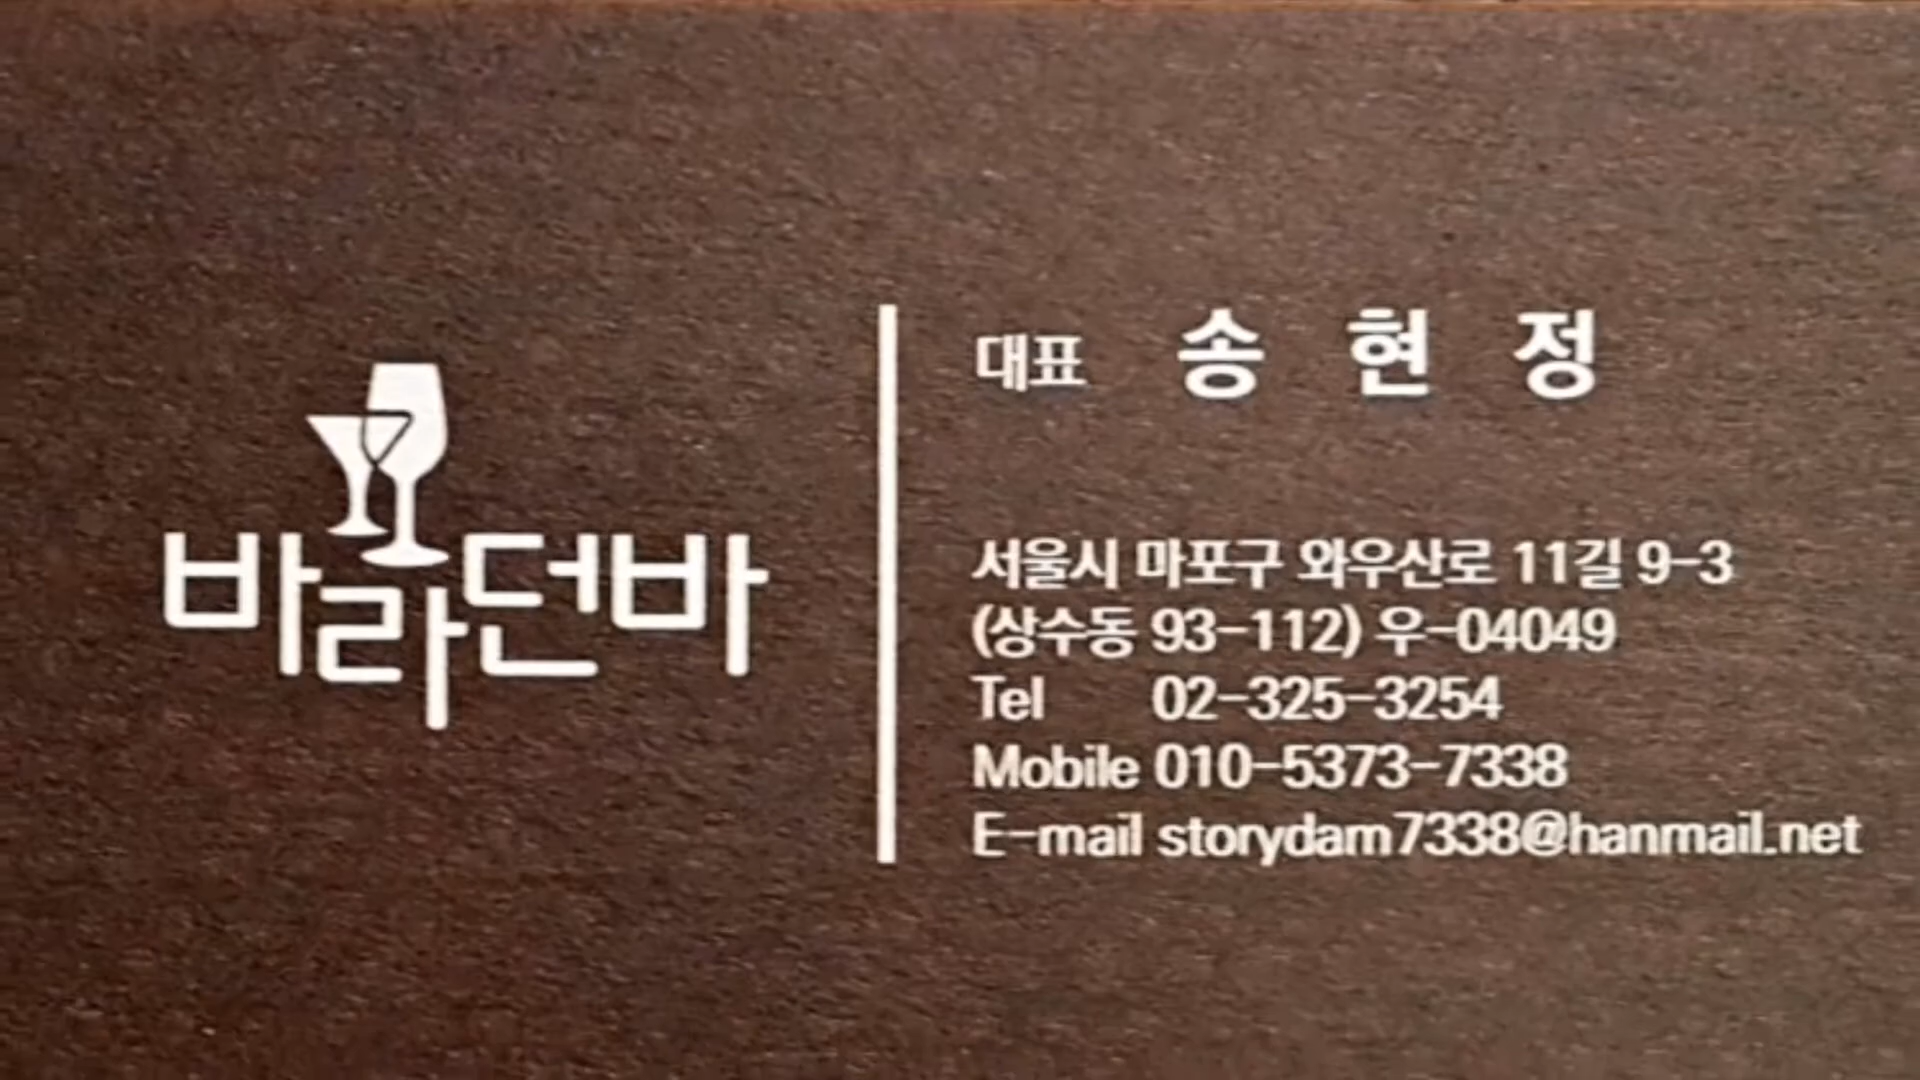 바라던바
대표 송현정
서울시 마포구 와우산로 11길 9-3
(상수동 93-112) 우-04049
Tel 02-325-3254
Mobile 010-5373-7338
E-mail storydam7338@hanmail.net